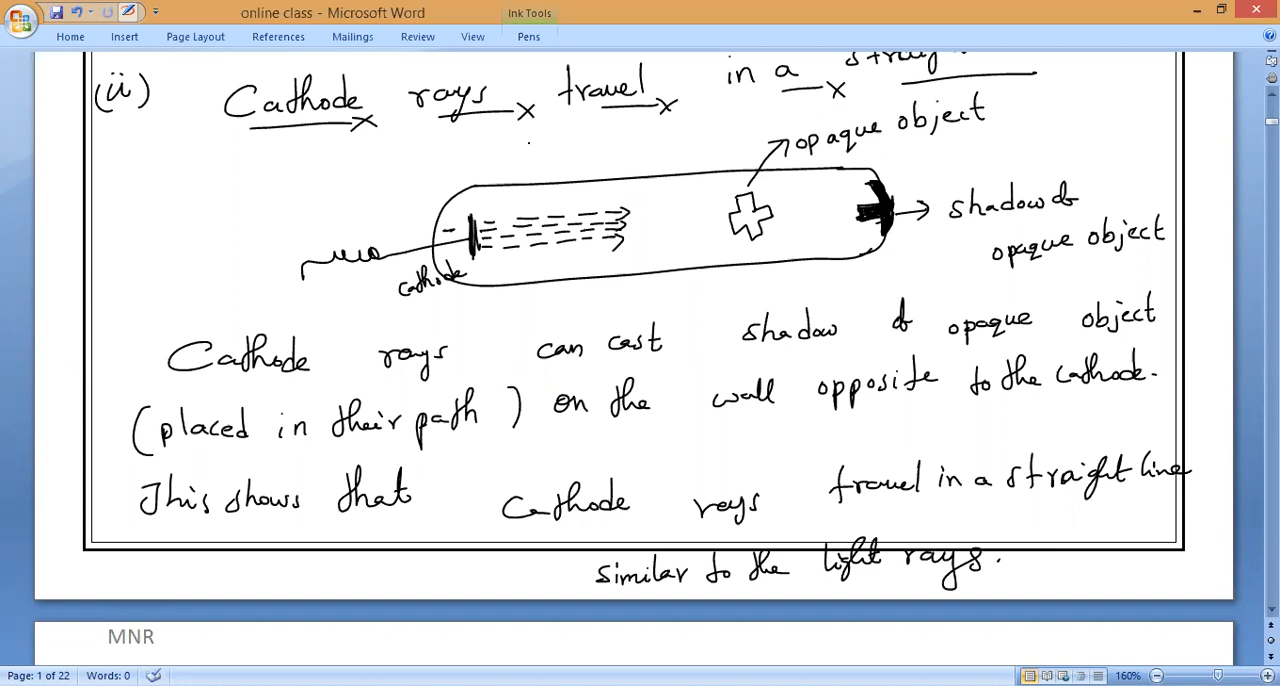 online class - Microsoft Word
Ink Tools
Home Insert Page Layout References Mailings Review View Pens
(ii) Cathode rays travel in a
opaque object
shadow of
opaque object
-
cathode
Cathode rays can cast shadow of opaque object
(placed in their path) on the wall opposite to the cathode.
This shows that Cathode rays travel in a straight line
similar to the light rays.
MNR
Page: 1 of 22 Words: 0 160%